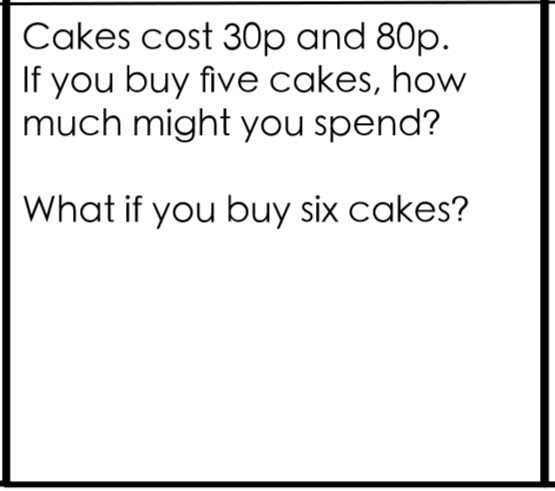 Cakes cost 30p and 80p.
If you buy five cakes, how
much might you spend?
What if you buy six cakes?